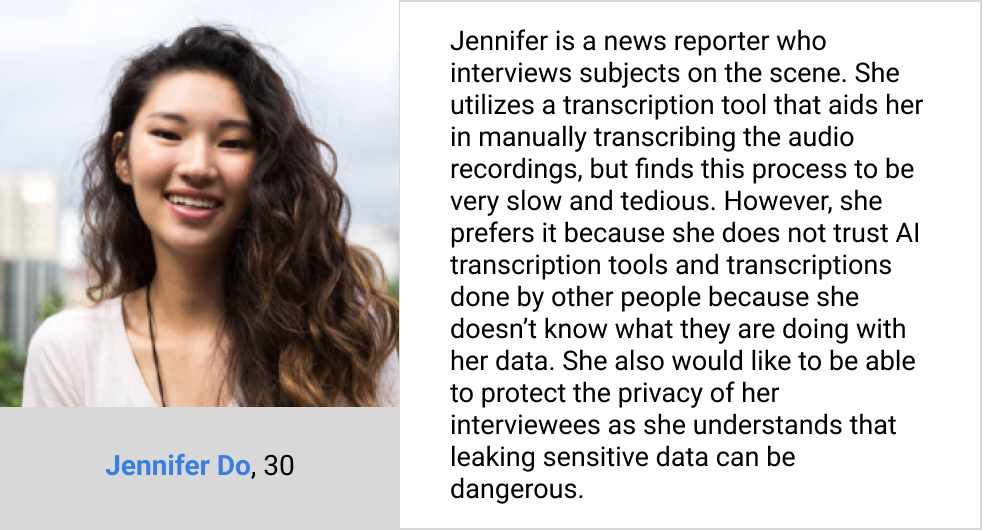 Jennifer is a news reporter who
interviews subjects on the scene. She
utilizes a transcription tool that aids her
in manually transcribing the audio
recordings, but finds this process to be
very slow and tedious. However, she
prefers it because she does not trust AI
transcription tools and transcriptions
done by other people because she
doesn’t know what they are doing with
her data. She also would like to be able
to protect the privacy of her
interviewees as she understands that
leaking sensitive data can be
dangerous.
Jennifer Do, 30